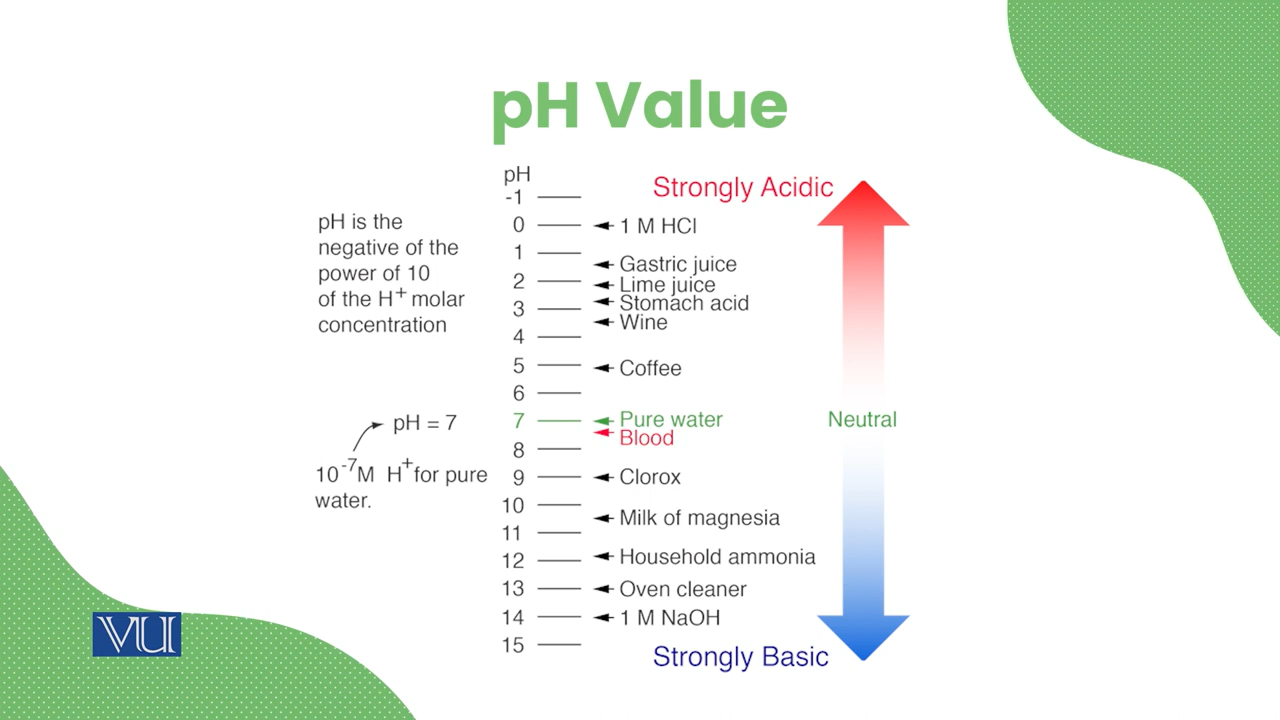 pH Value
pH
-1
Strongly Acidic
0
1 M HCl
pH is the
negative of the
power of 10
of the H+ molar
concentration
1
Gastric juice
2
Lime juice
Stomach acid
3
Wine
4
5
Coffee
6
7
Pure water
Neutral
pH = 7
Blood
8
10-7M H+for pure
water.
9
Clorox
10
Milk of magnesia
11
12
Household ammonia
13
Oven cleaner
14
1 M NaOH
15
Strongly Basic
VU